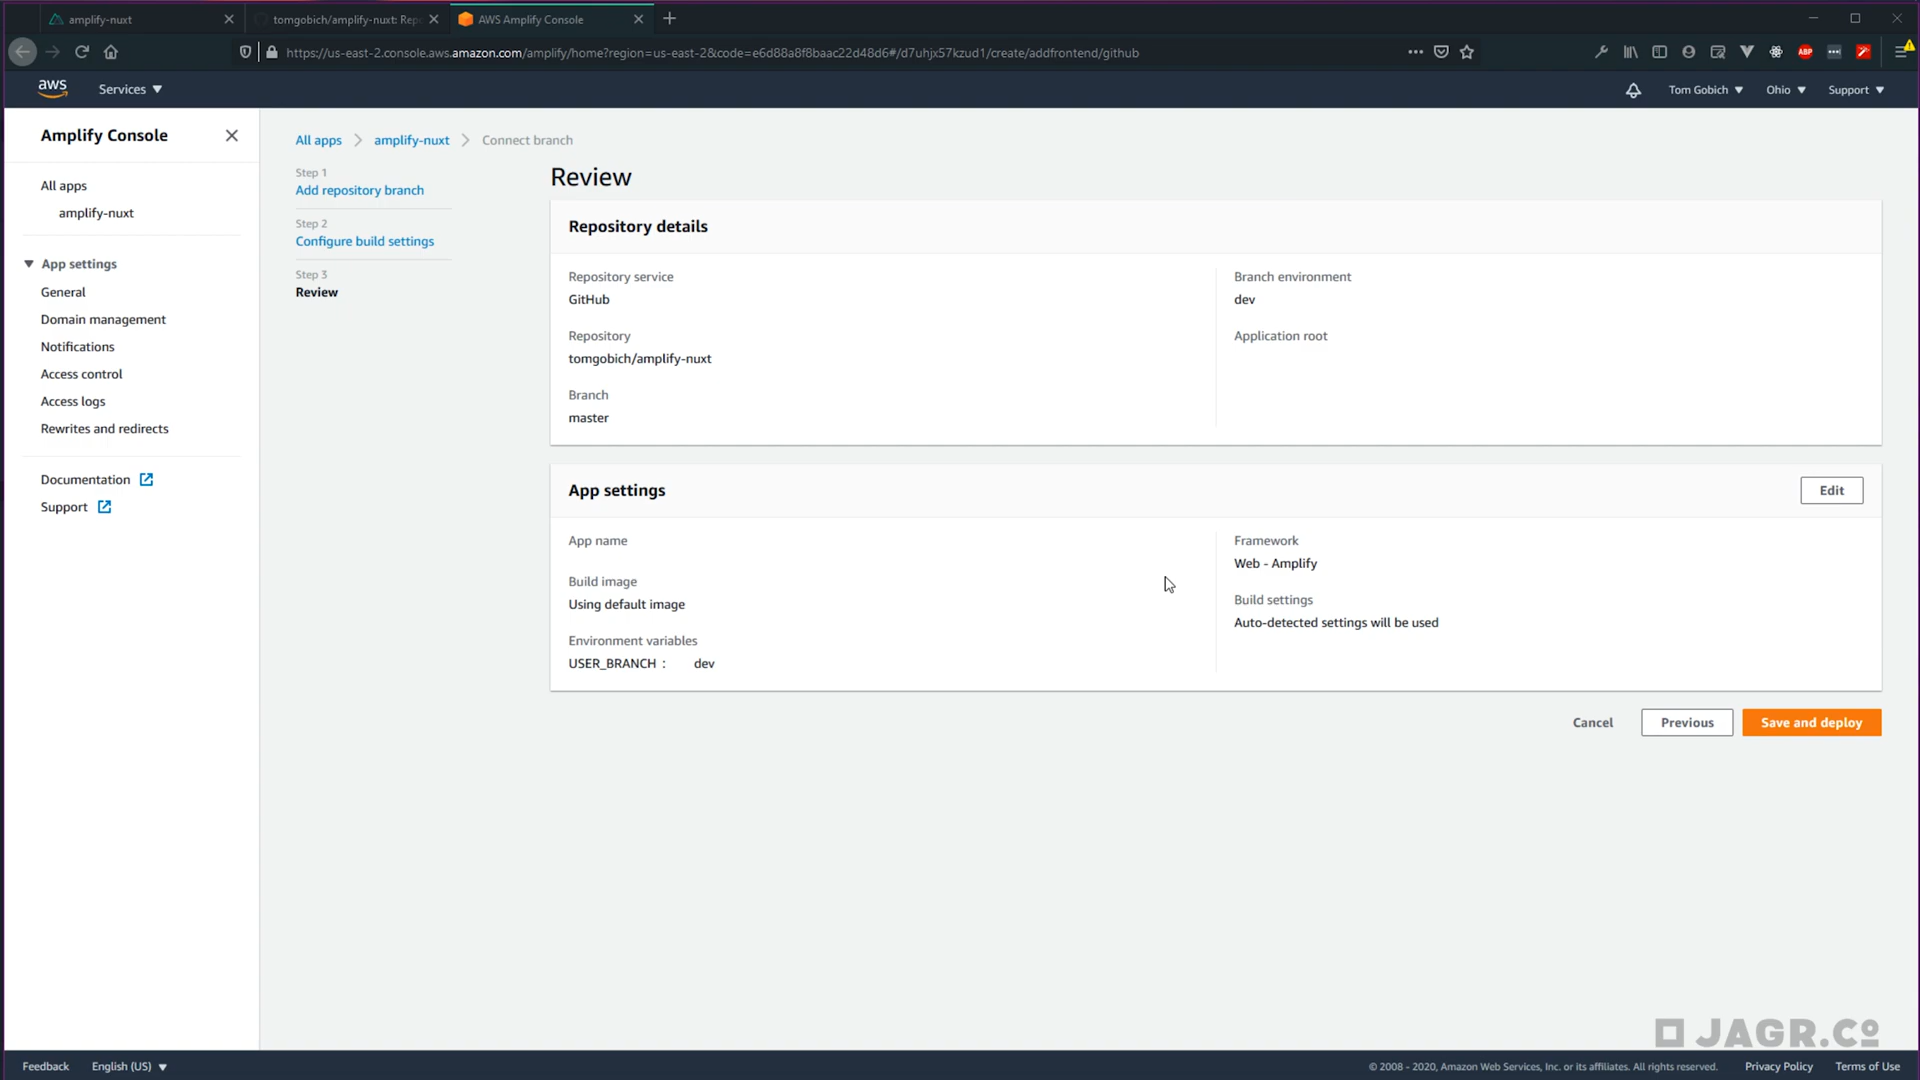 amplify-nuxt
tomgobich/amplify-nuxt: Repo
AWS Amplify Console
https://us-east-2.console.aws.amazon.com/amplify/home?region=us-east-2&code=e6d88a8f8baac22d48d6#/d7uhjx57kzud1/create/addfrontend/github
ABP
aws
Services
Tom Gobich
Ohio
Support
Amplify Console
All apps
amplify-nuxt
App settings
General
Domain management
Notifications
Access control
Access logs
Rewrites and redirects
Documentation
Support
All apps > amplify-nuxt > Connect branch
Step 1
Add repository branch
Step 2
Configure build settings
Step 3
Review
Review
Repository details
Repository service
GitHub
Repository
tomgobich/amplify-nuxt
Branch
master
Branch environment
dev
Application root
App settings
Edit
App name
Build image
Using default image
Environment variables
USER_BRANCH : dev
Framework
Web - Amplify
Build settings
Auto-detected settings will be used
Cancel
Previous
Save and deploy
JAGR.Co
Feedback
English (US)
© 2008 - 2020, Amazon Web Services, Inc. or its affiliates. All rights reserved.
Privacy Policy
Terms of Use